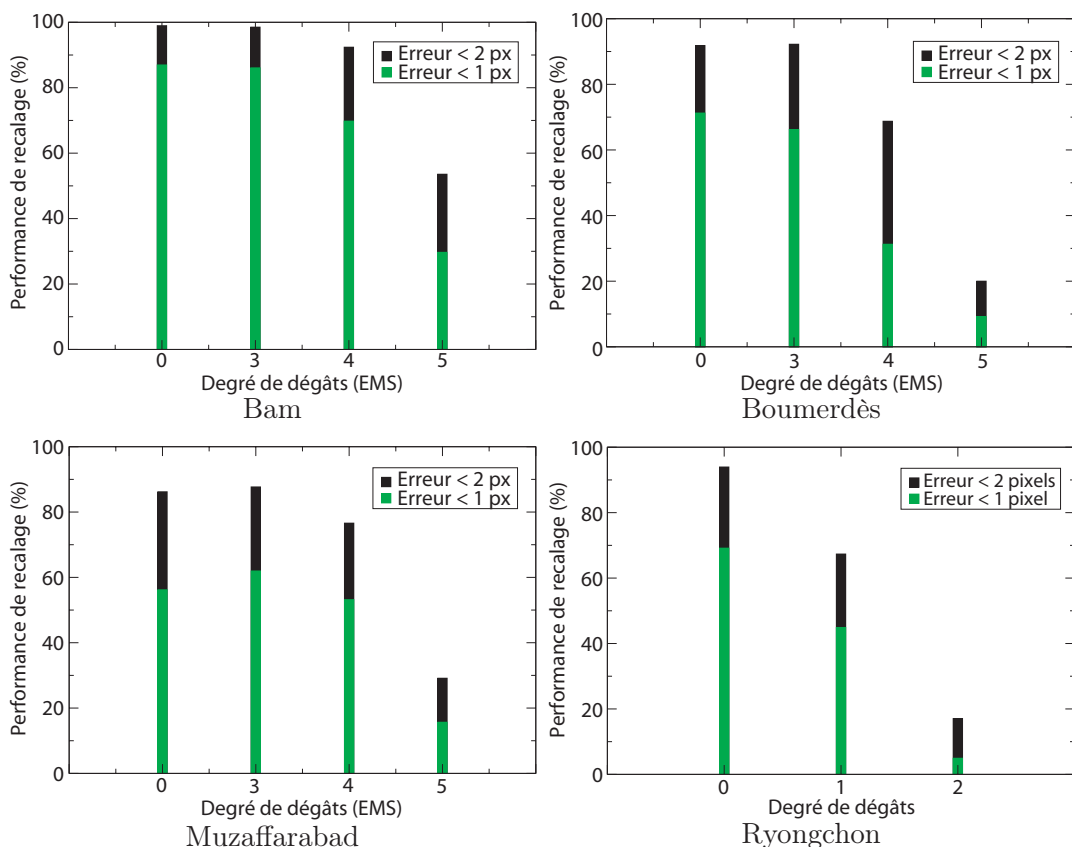 100
80
60
40
20
0
Performance de recalage (%)
Erreur < 2 px
Erreur < 1 px
0 3 4 5
Degré de dégâts (EMS)
Bam
100
80
60
40
20
0
Performance de recalage (%)
Erreur < 2 px
Erreur < 1 px
0 3 4 5
Degré de dégâts (EMS)
Boumerdès
100
80
60
40
20
0
Performance de recalage (%)
Erreur < 2 px
Erreur < 1 px
0 3 4 5
Degré de dégâts (EMS)
Muzaffarabad
100
80
60
40
20
0
Performance de recalage (%)
Erreur < 2 pixels
Erreur < 1 pixel
0 1 2
Degré de dégâts
Ryongchon